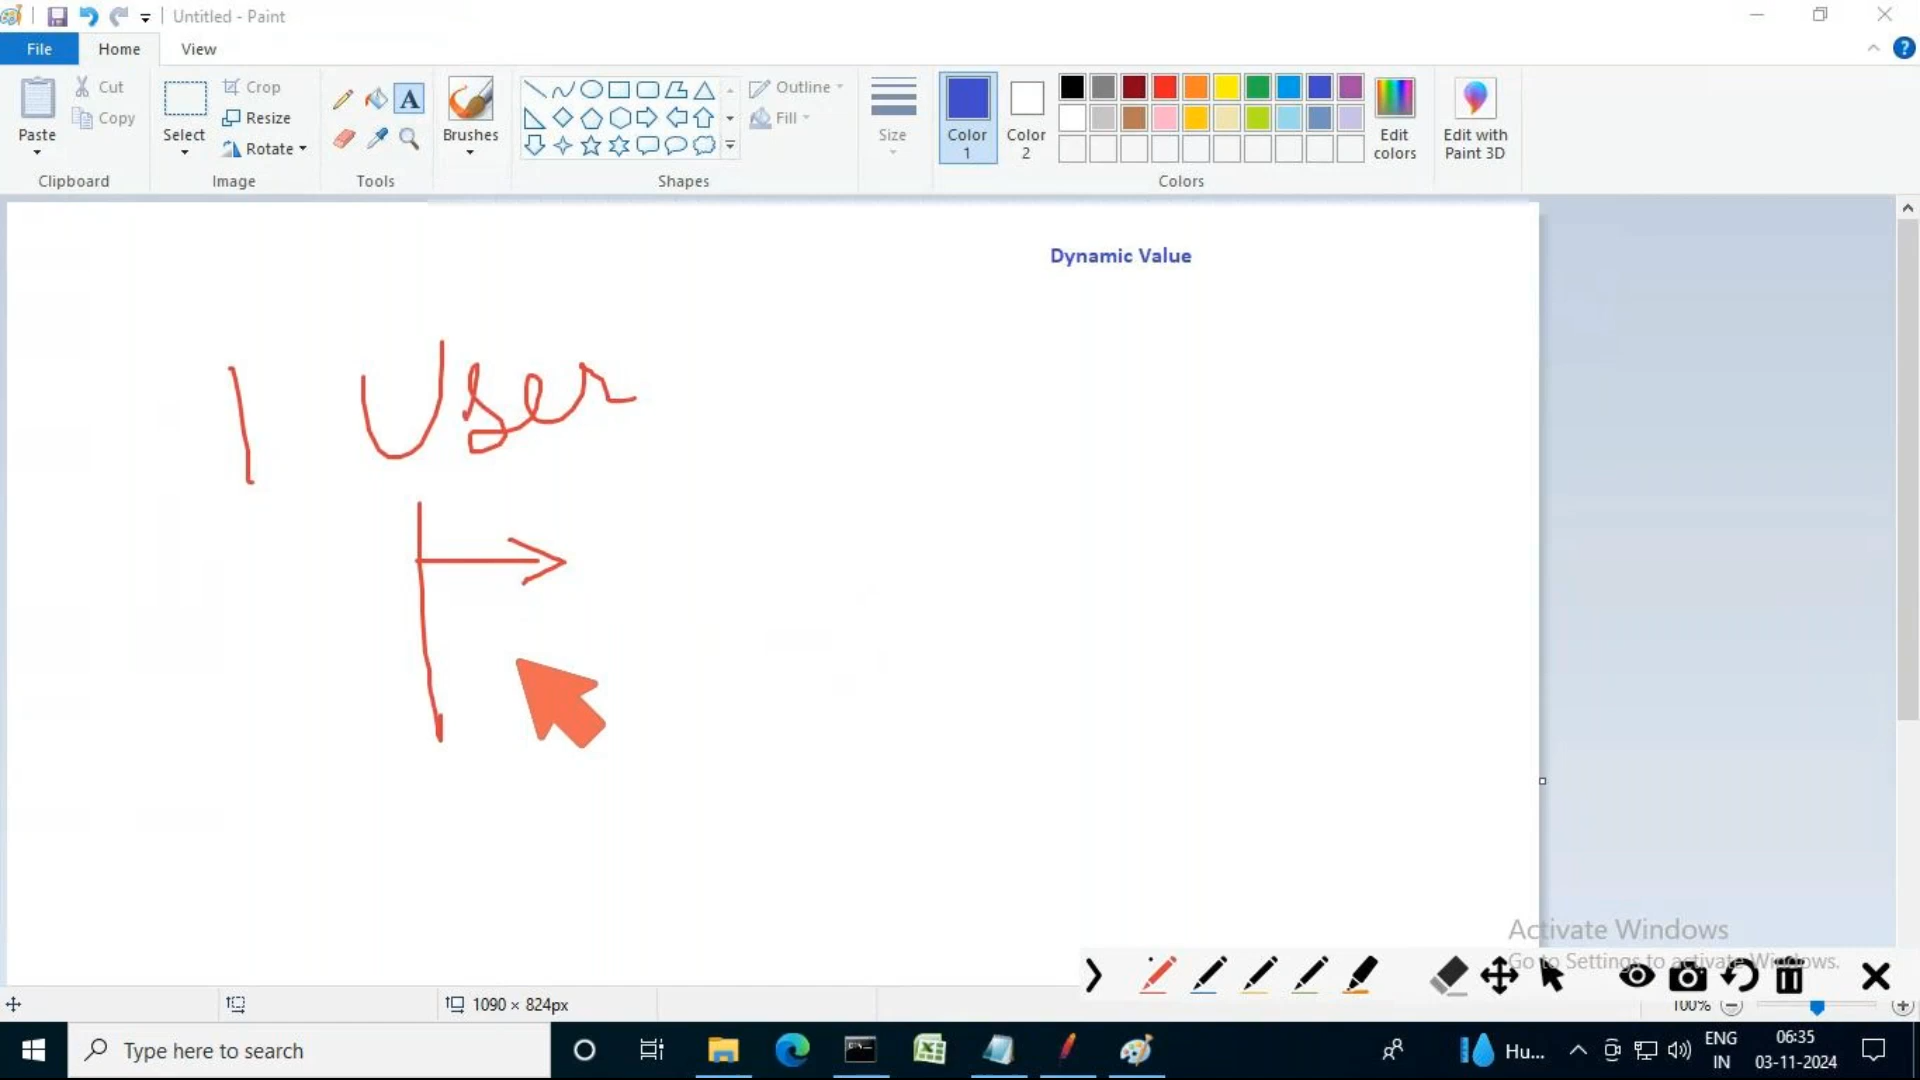 Untitled - Paint
File Home View
Paste
Cut
Copy
Clipboard
Select
Crop
Resize
Rotate
Image
Tools
Brushes
Shapes
Outline
Fill
Size
Color 1
Color 2
Edit colors
Colors
Edit with Paint 3D
Dynamic Value
1 User
Activate Windows
Go to Settings to activate Windows.
1090 × 824px
100%
Type here to search
Hu...
ENG
IN
06:35
03-11-2024